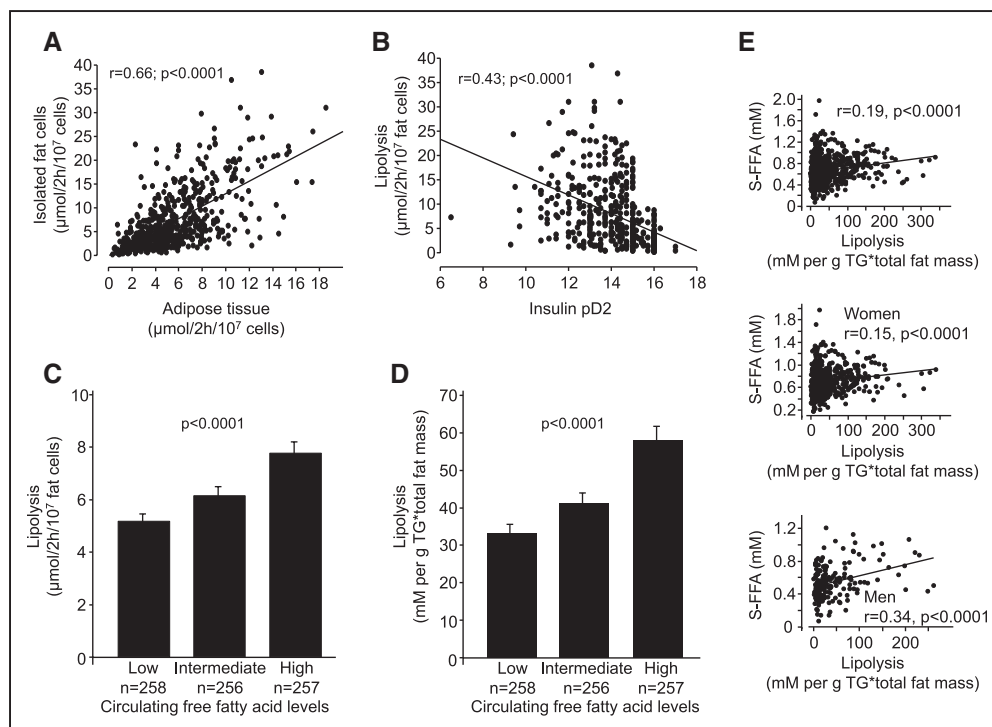 A
r=0.66; p<0.0001
Isolated fat cells
(µmol/2h/10⁷ cells)
40
35
30
25
20
15
10
5
0
0 2 4 6 8 10 12 14 16 18
Adipose tissue
(µmol/2h/10⁷ cells)
B
r=0.43; p<0.0001
Lipolysis
(µmol/2h/10⁷ fat cells)
40
35
30
25
20
15
10
5
0
6 8 10 12 14 16 18
Insulin pD2
C
p<0.0001
Lipolysis
(µmol/2h/10⁷ fat cells)
10
8
6
4
2
0
Low Intermediate High
n=258 n=256 n=257
Circulating free fatty acid levels
D
p<0.0001
Lipolysis
(mM per g TG*total fat mass)
70
60
50
40
30
20
10
0
Low Intermediate High
n=258 n=256 n=257
Circulating free fatty acid levels
E
r=0.19, p<0.0001
S-FFA (mM)
2.0
1.6
1.2
0.8
0.4
0
0 100 200 300
Lipolysis
(mM per g TG*total fat mass)
Women
r=0.15, p<0.0001
S-FFA (mM)
1.8
1.4
1.0
0.6
0.2
0 100 200 300
Lipolysis
(mM per g TG*total fat mass)
S-FFA (mM)
1.2
0.8
0.4
0
Men
r=0.34, p<0.0001
0 100 200
Lipolysis
(mM per g TG*total fat mass)